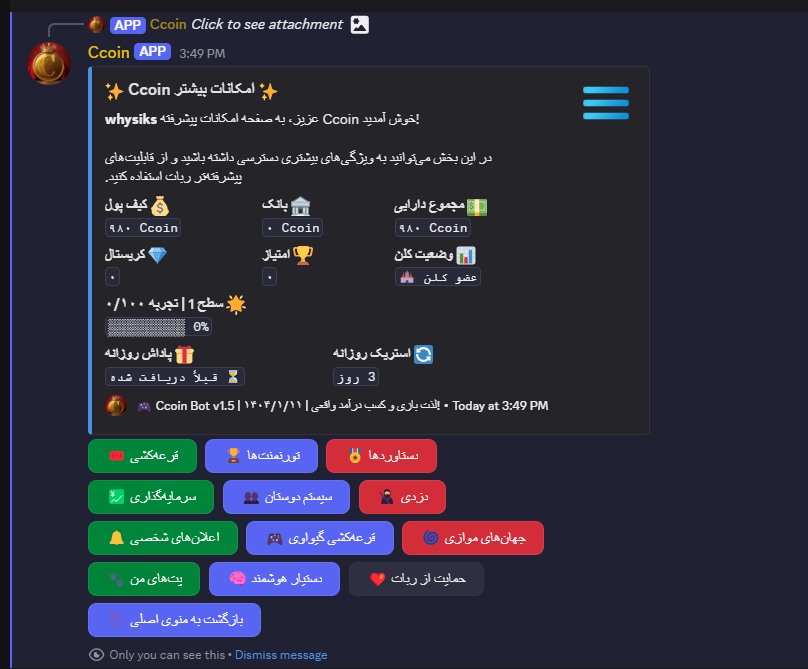 APP Ccoin Click to see attachment
Ccoin APP 3:49 PM
✨ امکانات بیشتر Ccoin ✨
whysiks خوش آمدید Ccoin عزیز، به صفحه امکانات پیشرفته!
در این بخش می‌توانید به ویژگی‌های بیشتری دسترسی داشته باشید و از قابلیت‌های
پیشرفته‌تر ربات استفاده کنید.
💰 کیف پول
۹۸۰ Ccoin
🏛️ بانک
۰ Ccoin
💵 مجموع دارایی
۹۸۰ Ccoin
💎 کریستال
۰
🏆 امتیاز
۰
📊 وضعیت کلن
عضو کلن 🏰
🌟 سطح 1 | تجربه ۰/۱۰۰
▒▒▒▒▒▒▒▒▒▒ 0%
🎁 پاداش روزانه
⏳ قبلاً دریافت شده
🔄 استریک روزانه
3 روز
🎮 Ccoin Bot v1.5 | ۱۴۰۴/۱/۱۱ | لذت بازی و کسب درآمد واقعی! • Today at 3:49 PM
🎟️ قرعه‌کشی
🏆 تورنمنت‌ها
🏅 دستاوردها
💹 سرمایه‌گذاری
👥 سیستم دوستان
🥷 دزدی
🔔 اعلان‌های شخصی
🎮 قرعه‌کشی گیواوی
🌀 جهان‌های موازی
🐾 پت‌های من
🧠 دستیار هوشمند
❤️ حمایت از ربات
بازگشت به منوی اصلی
Only you can see this • Dismiss message